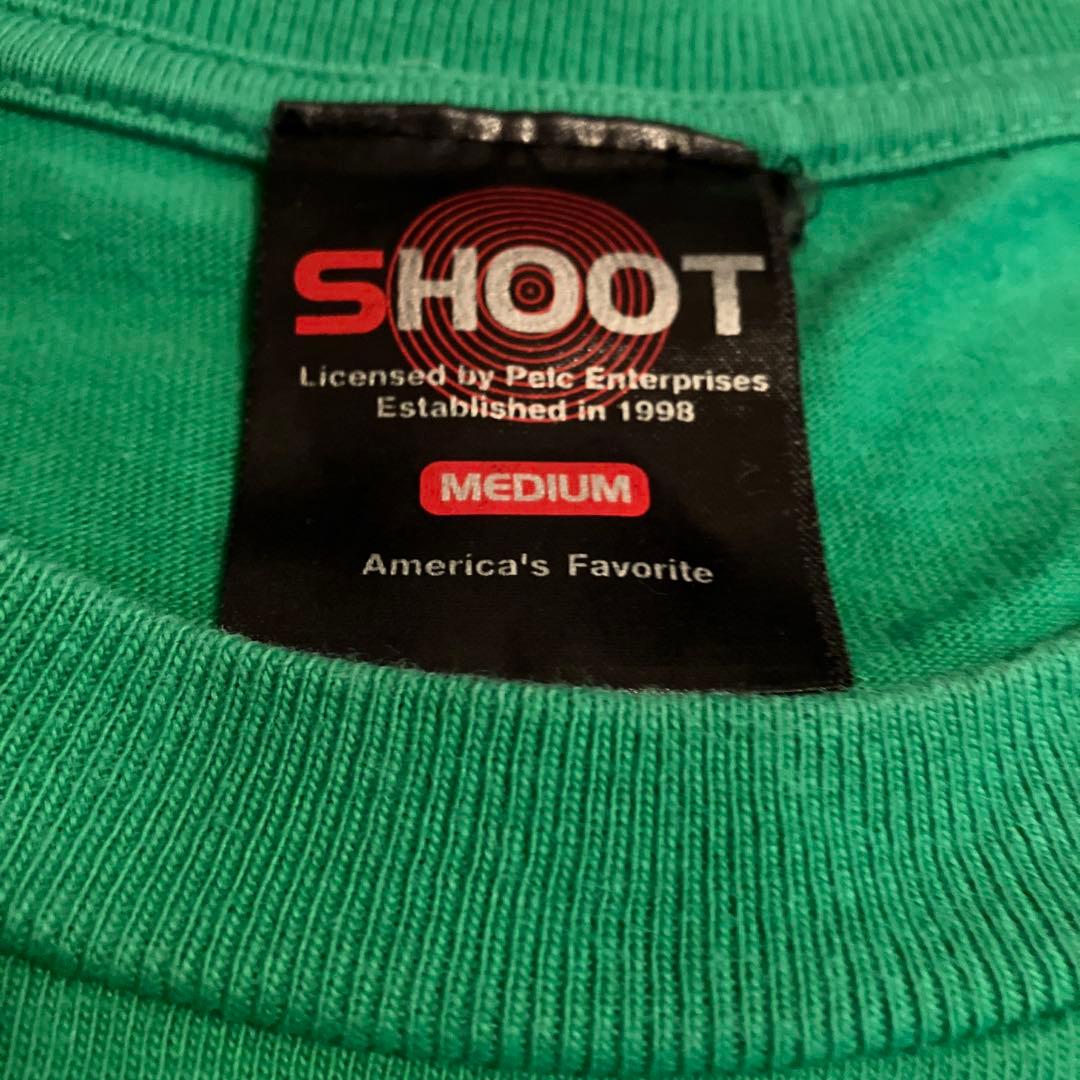 SHOOT
Licensed by Pelc Enterprises
Established in 1998
MEDIUM
America's Favorite